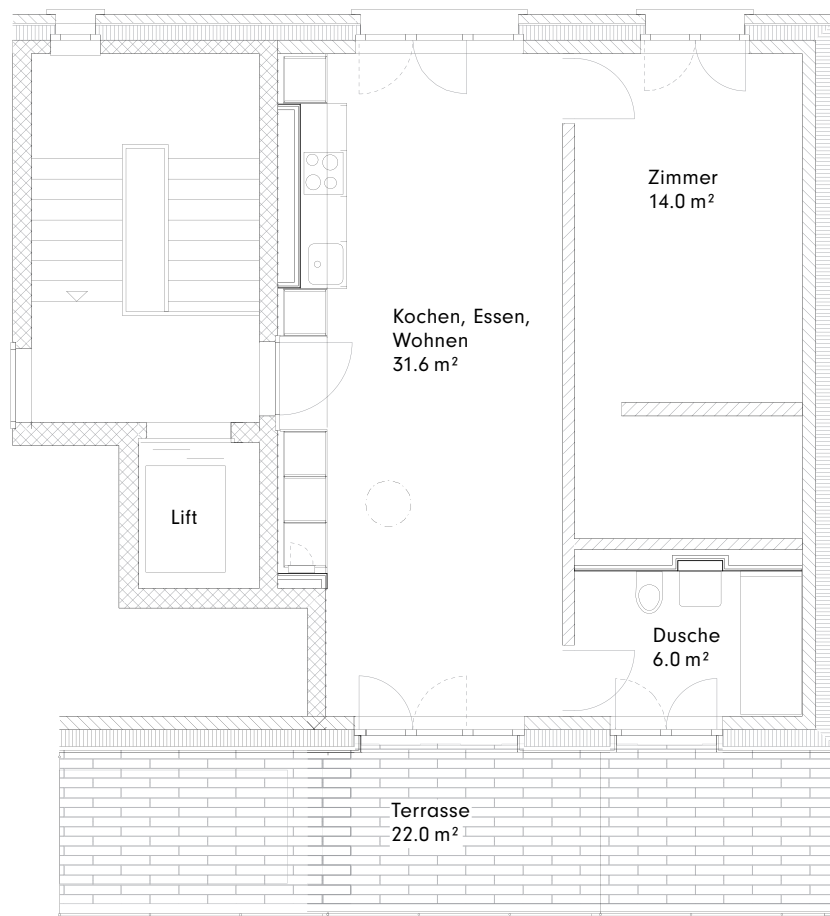 Zimmer
14.0 m²
Kochen, Essen,
Wohnen
31.6 m²
Lift
Dusche
6.0 m²
Terrasse
22.0 m²